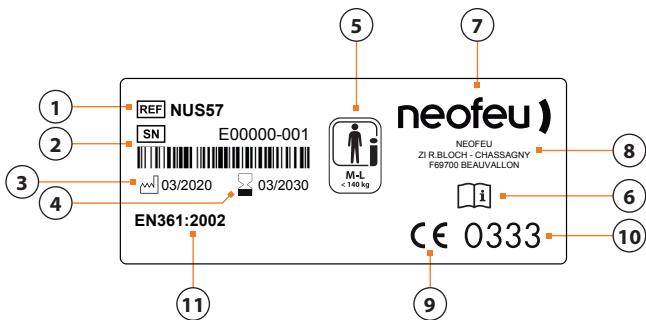 5
7
1
REF NUS57
neofeu
2
SN
E00000-001
NEOFEU
ZI R.BLOCH - CHASSAGNY
F69700 BEAUVALLON
8
3
03/2020
03/2030
M-L
< 140 kg
i
6
4
EN361:2002
CE 0333
10
11
9